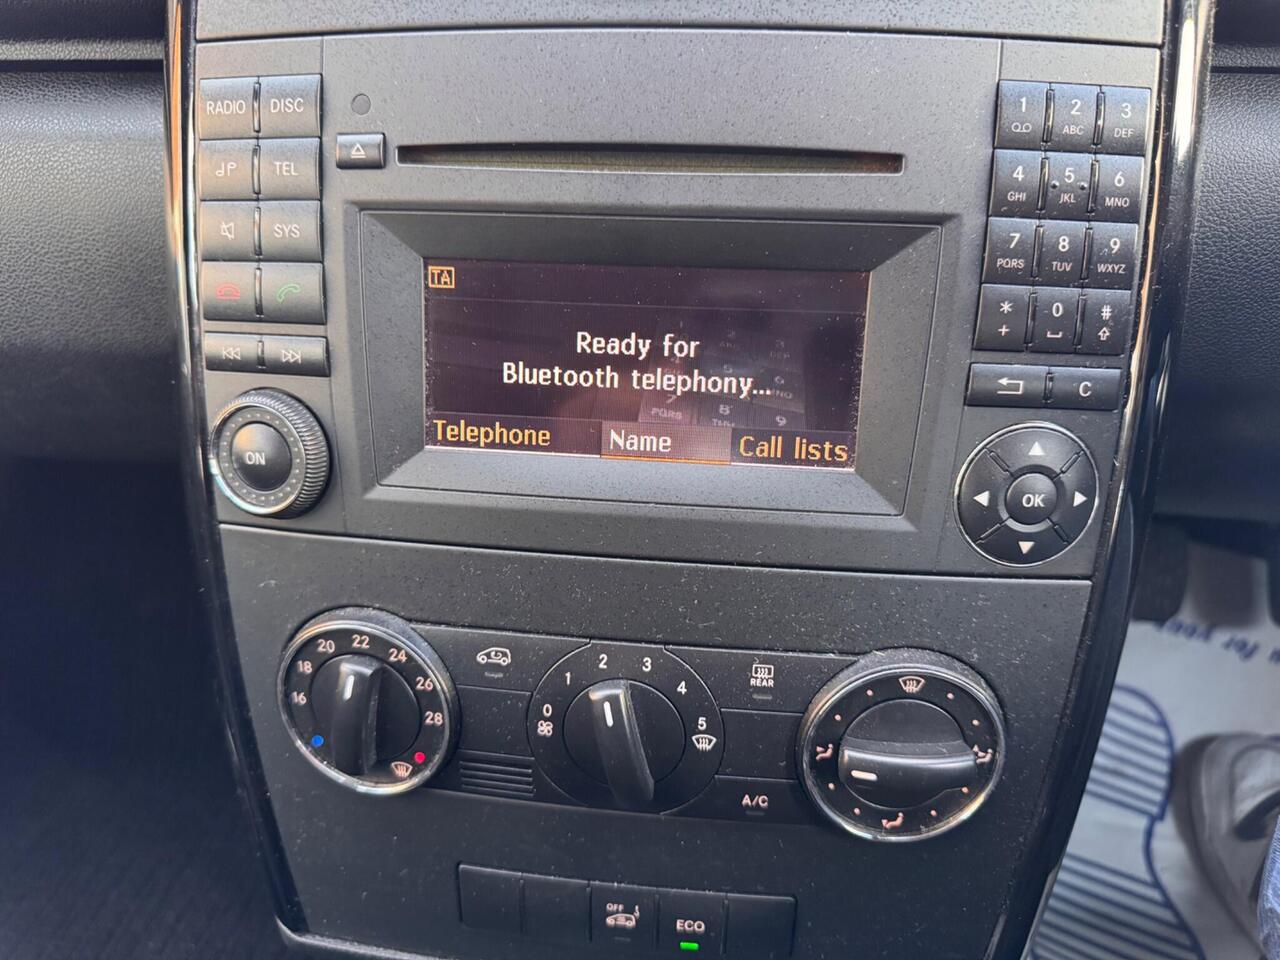 RADIO DISC
TEL
SYS
ON
TA
Ready for
Bluetooth telephony...
Telephone Name Call lists
1 2 3
ABC DEF
4 5 6
GHI JKL MNO
7 8 9
PQRS TUV WXYZ
* 0 #
+
C
OK
16 18 20 22 24 26 28
0 1 2 3 4 5
REAR
A/C
OFF
ECO